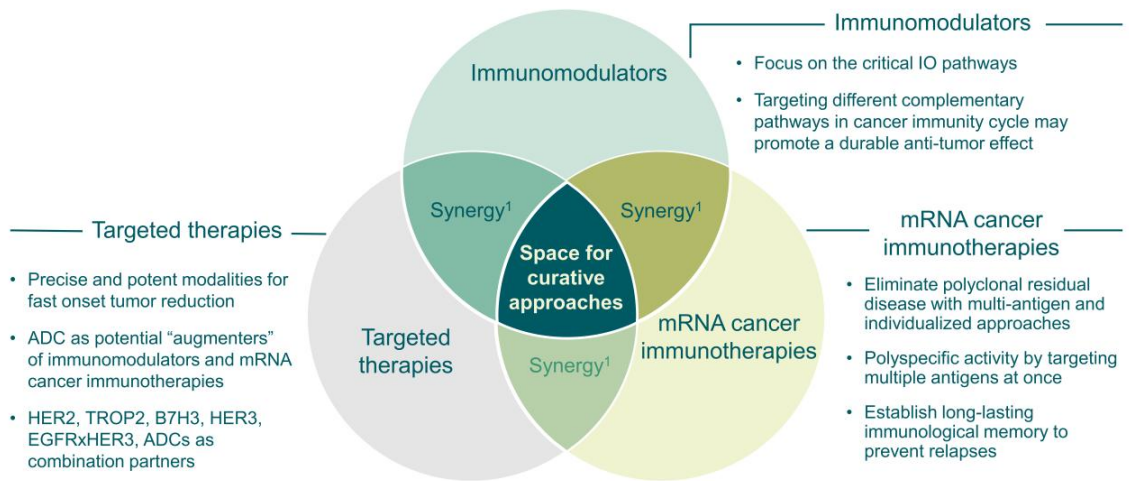 Immunomodulators
Synergy1
Synergy1
Space for
curative
approaches
Targeted
therapies
mRNA cancer
immunotherapies
Synergy1
Immunomodulators
• Focus on the critical IO pathways
• Targeting different complementary
pathways in cancer immunity cycle may
promote a durable anti-tumor effect
Targeted therapies
• Precise and potent modalities for
fast onset tumor reduction
• ADC as potential “augmenters”
of immunomodulators and mRNA
cancer immunotherapies
• HER2, TROP2, B7H3, HER3,
EGFRxHER3, ADCs as
combination partners
mRNA cancer
immunotherapies
• Eliminate polyclonal residual
disease with multi-antigen and
individualized approaches
• Polyspecific activity by targeting
multiple antigens at once
• Establish long-lasting
immunological memory to
prevent relapses